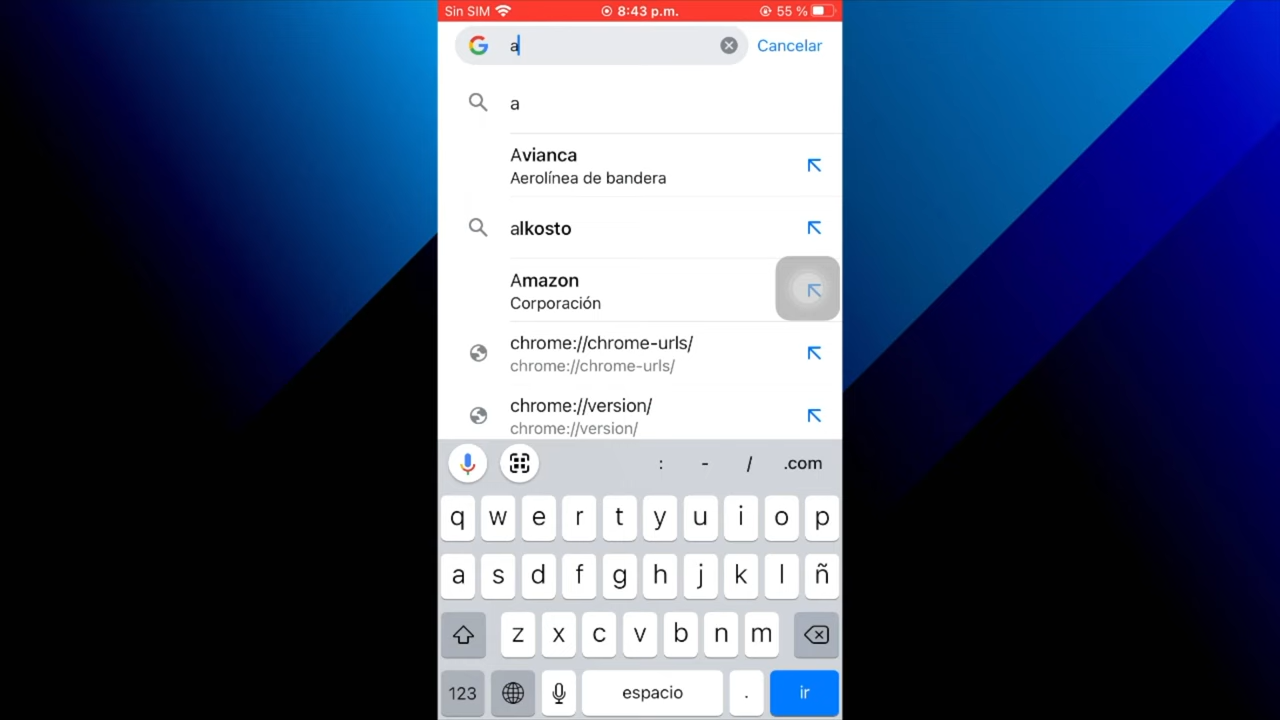 Sin SIM 8:43 p.m. 55 %
a Cancelar
a
Avianca
Aerolínea de bandera
alkosto
Amazon
Corporación
chrome://chrome-urls/
chrome://chrome-urls/
chrome://version/
chrome://version/
: - / .com
q w e r t y u i o p
a s d f g h j k l ñ
z x c v b n m
123 espacio . ir